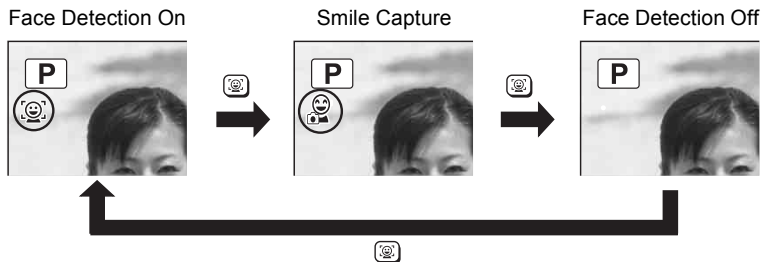 Face Detection On
Smile Capture
Face Detection Off
P
P
P